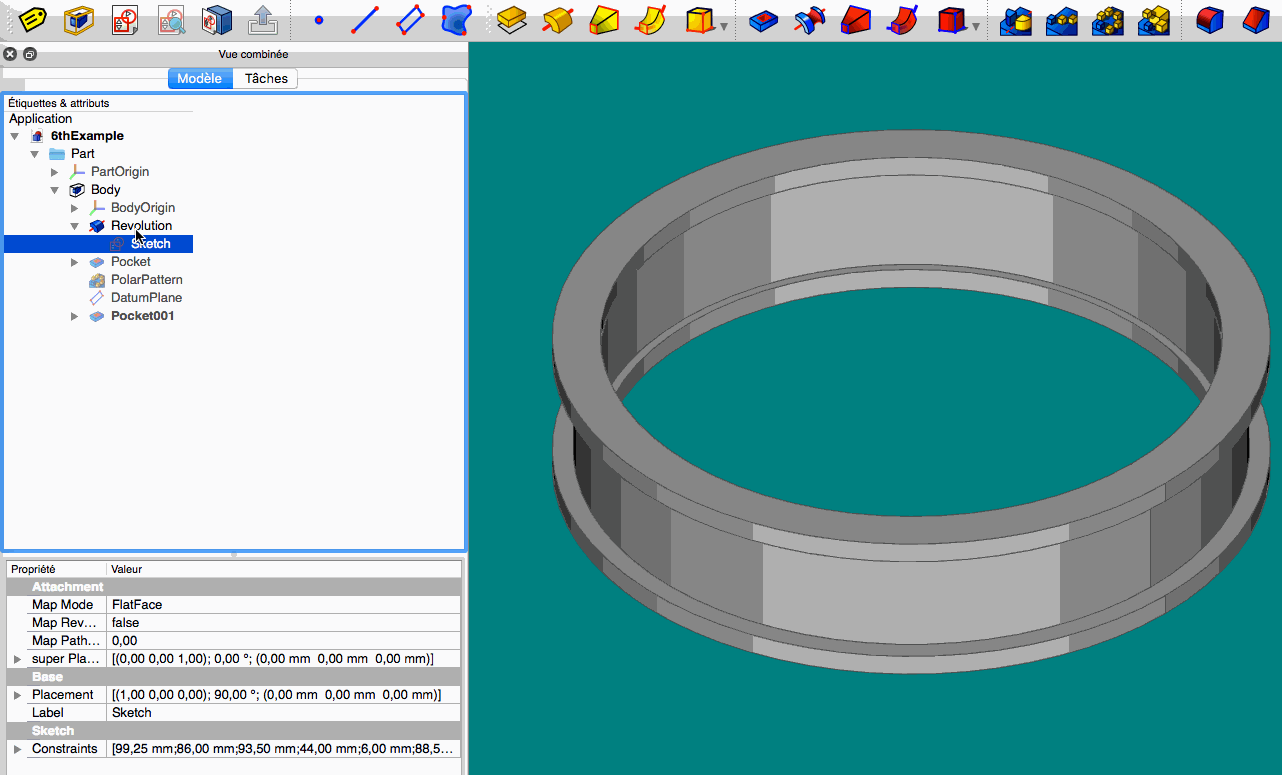 Vue combinée
Modèle Tâches
Étiquettes & attributs
Application
6thExample
Part
PartOrigin
Body
BodyOrigin
Revolution
Sketch
Pocket
PolarPattern
DatumPlane
Pocket001
Propriété Valeur
Attachment
Map Mode FlatFace
Map Rev... false
Map Path... 0,00
super Pla... [(0,00 0,00 1,00); 0,00 °; (0,00 mm 0,00 mm 0,00 mm)]
Base
Placement [(1,00 0,00 0,00); 90,00 °; (0,00 mm 0,00 mm 0,00 mm)]
Label Sketch
Sketch
Constraints [99,25 mm;86,00 mm;93,50 mm;44,00 mm;6,00 mm;88,5...